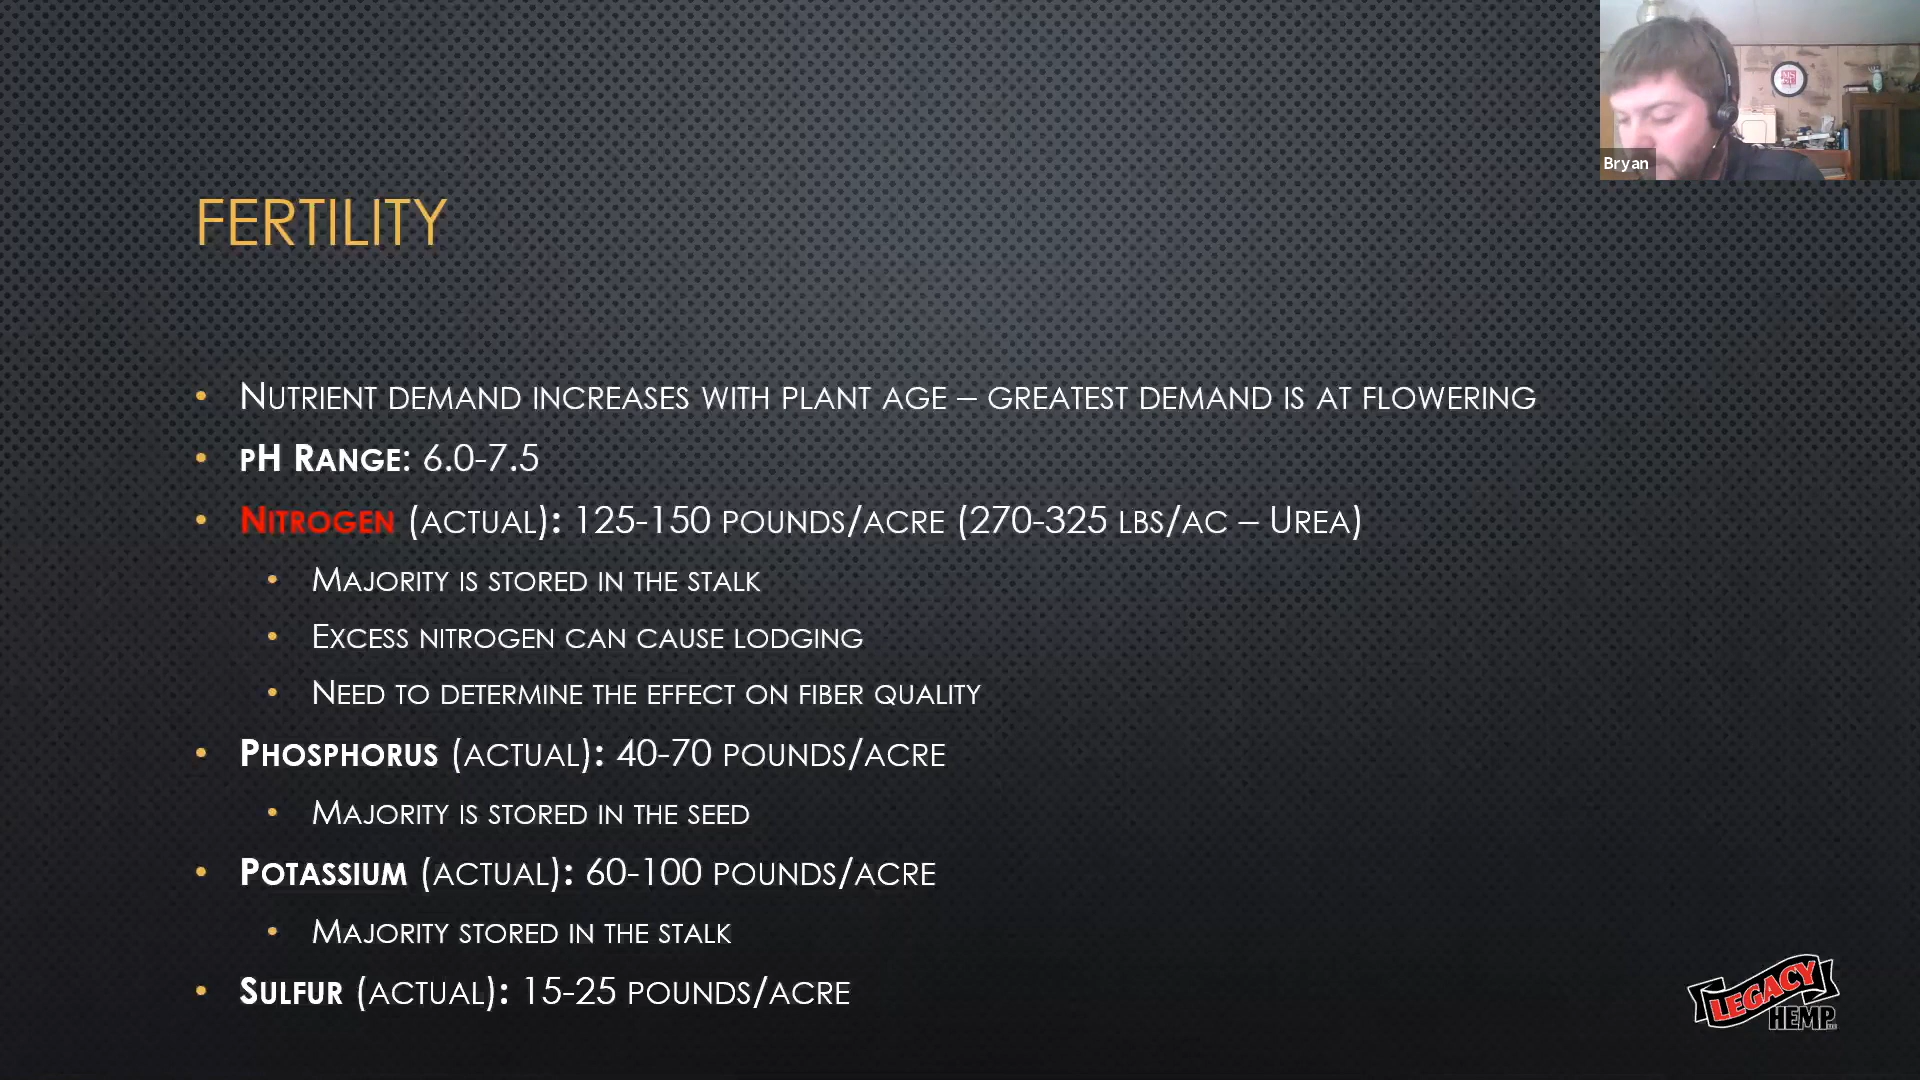 Bryan
FERTILITY
• NUTRIENT DEMAND INCREASES WITH PLANT AGE – GREATEST DEMAND IS AT FLOWERING
• PH RANGE: 6.0-7.5
• NITROGEN (ACTUAL): 125-150 POUNDS/ACRE (270-325 LBS/AC – UREA)
• MAJORITY IS STORED IN THE STALK
• EXCESS NITROGEN CAN CAUSE LODGING
• NEED TO DETERMINE THE EFFECT ON FIBER QUALITY
• PHOSPHORUS (ACTUAL): 40-70 POUNDS/ACRE
• MAJORITY IS STORED IN THE SEED
• POTASSIUM (ACTUAL): 60-100 POUNDS/ACRE
• MAJORITY STORED IN THE STALK
• SULFUR (ACTUAL): 15-25 POUNDS/ACRE
LEGACY
HEMP